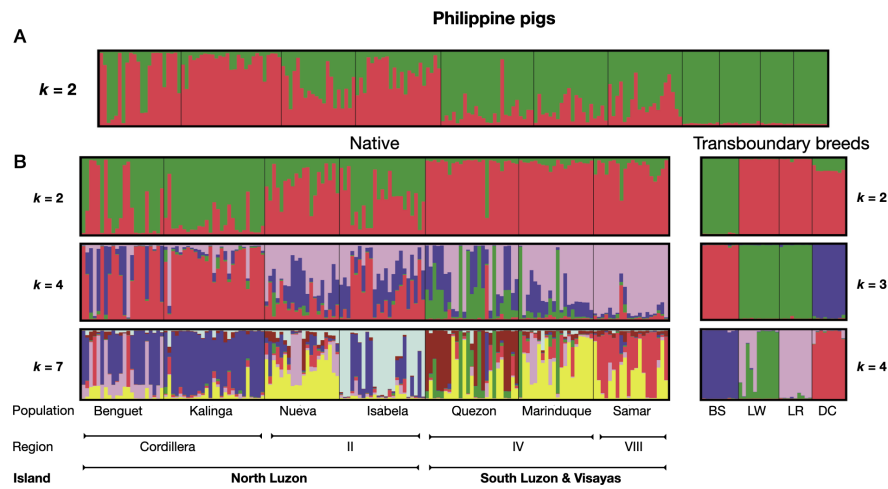 Philippine pigs
A
k = 2
Native
Transboundary breeds
B
k = 2
k = 2
k = 4
k = 3
k = 7
k = 4
Population Benguet Kalinga Nueva Isabela Quezon Marinduque Samar BS LW LR DC
Region Cordillera II IV VIII
Island North Luzon South Luzon & Visayas